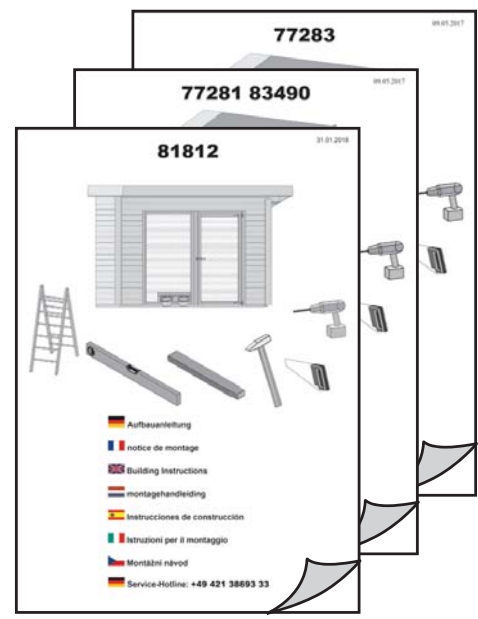 77283
09.05.2017
77281 83490
09.05.2017
81812
31.01.2018
Aufbauanleitung
notice de montage
Building Instructions
montagehandleiding
Instrucciones de construcción
Istruzioni per il montaggio
Montážní návod
Service-Hotline: +49 421 38693 33